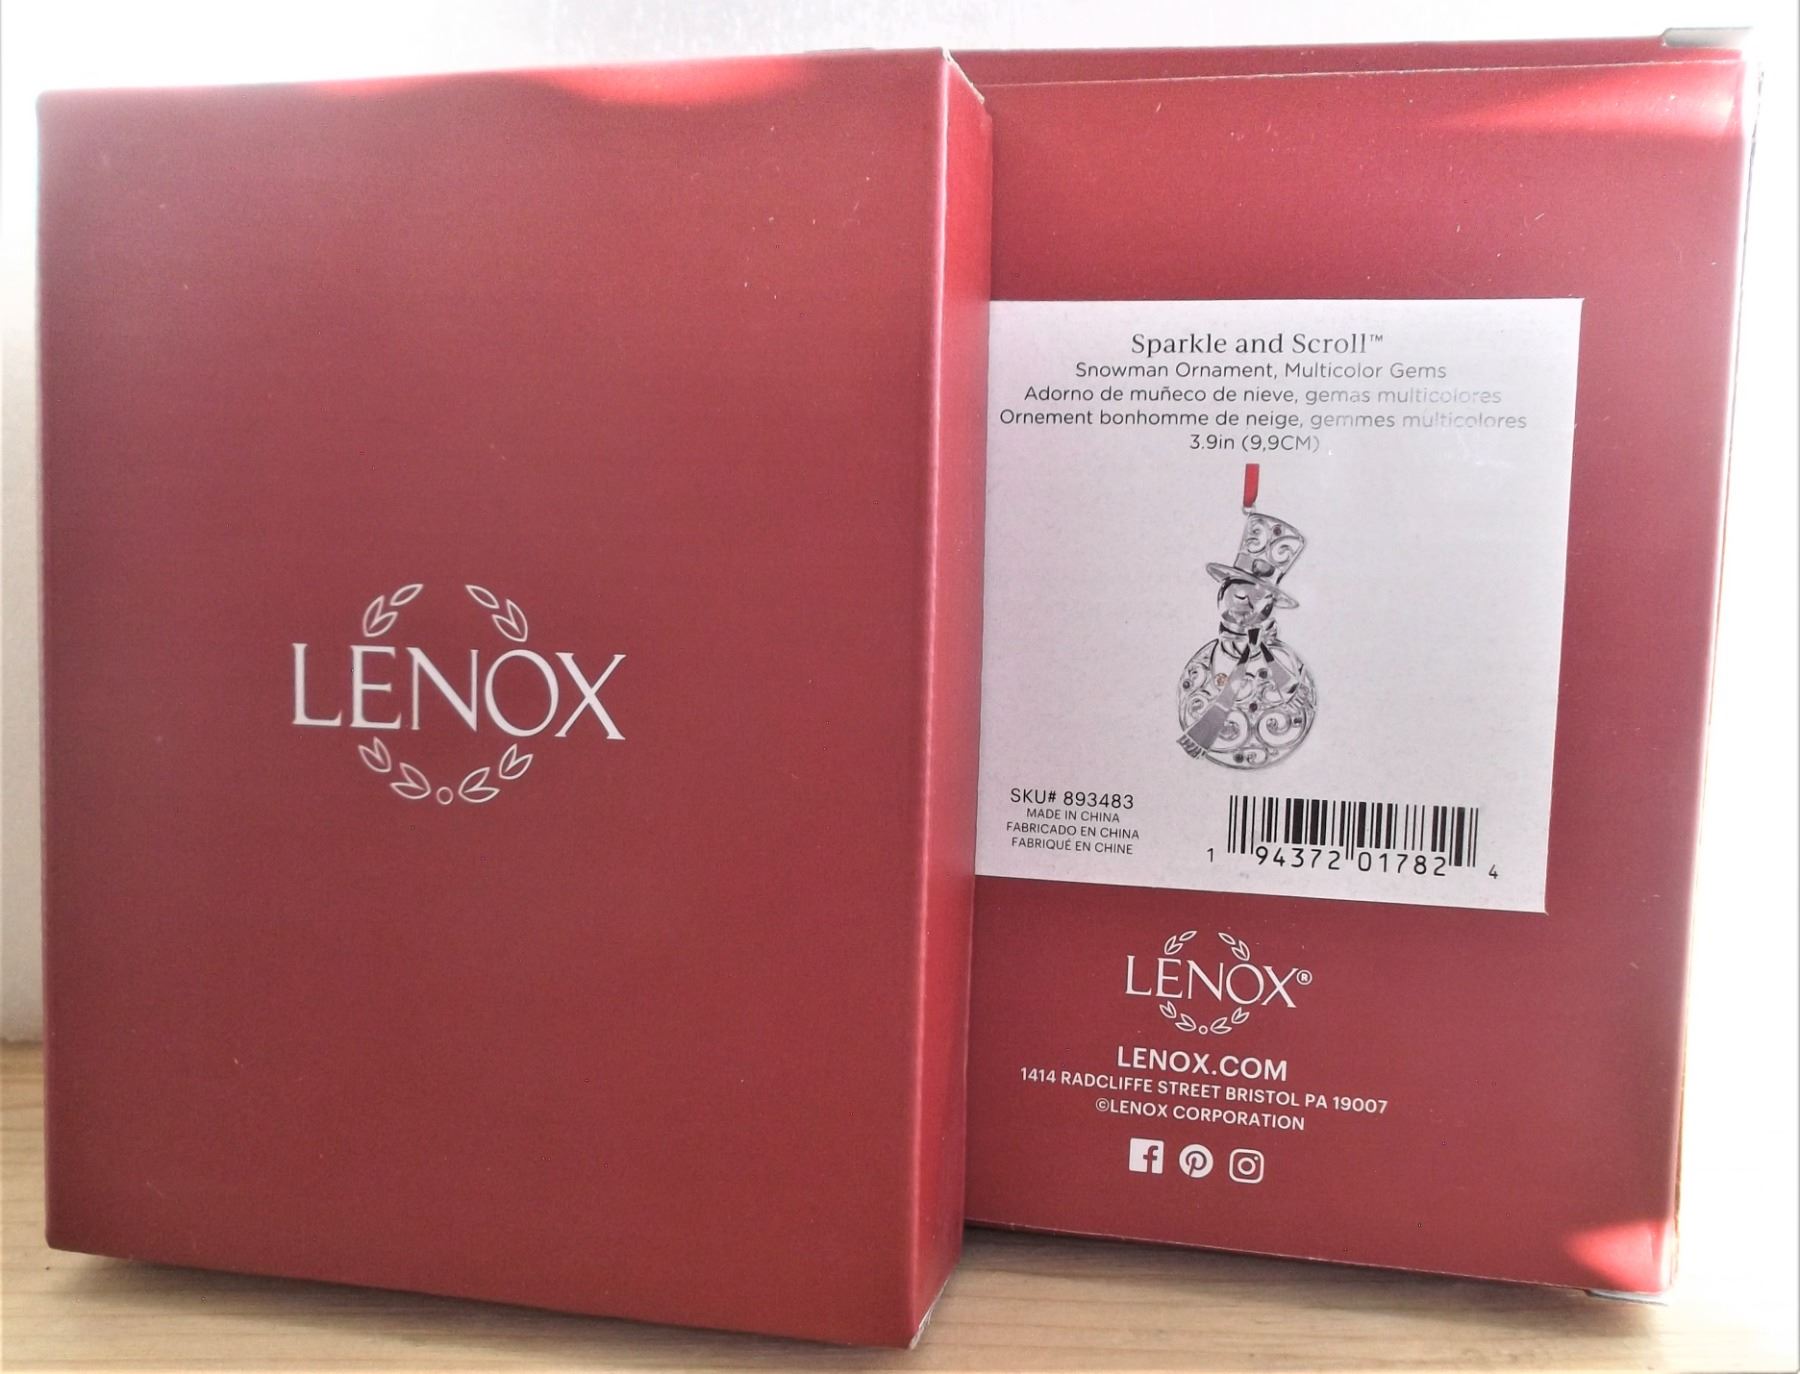 LENOX
Sparkle and Scroll™
Snowman Ornament, Multicolor Gems
Adorno de muñeco de nieve, gemas multicolores
Ornement bonhomme de neige, gemmes multicolores
3.9in (9,9CM)
SKU# 893483
MADE IN CHINA
FABRICADO EN CHINA
FABRIQUÉ EN CHINE
1 94372 01782 4
LENOX®
LENOX.COM
1414 RADCLIFFE STREET BRISTOL PA 19007
©LENOX CORPORATION